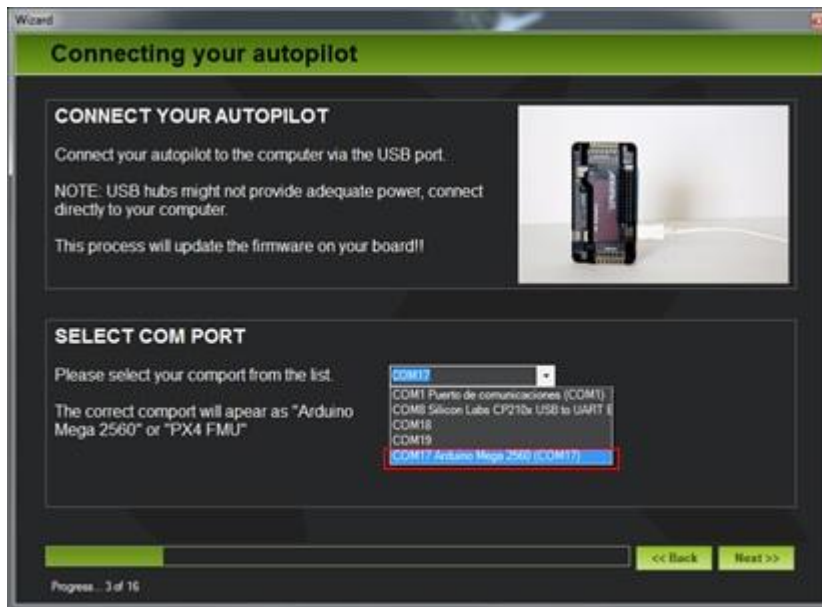 Wizard
Connecting your autopilot
CONNECT YOUR AUTOPILOT
Connect your autopilot to the computer via the USB port.
NOTE: USB hubs might not provide adequate power, connect
directly to your computer.
This process will update the firmware on your board!!
SELECT COM PORT
Please select your comport from the list.
COM17
COM1 Puerto de comunicaciones (COM1)
COM8 Silicon Labs CP210x USB to UART B
COM18
COM19
COM17 Arduino Mega 2560 (COM17)
The correct comport will apear as "Arduino
Mega 2560" or "PX4 FMU"
<< Back
Next >>
Progress... 3 of 16